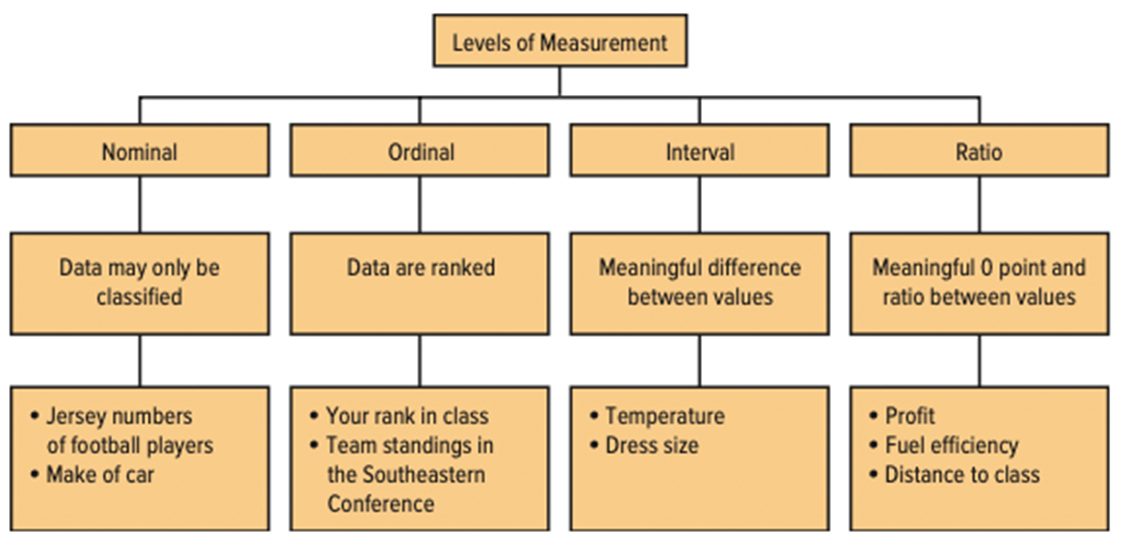 Levels of Measurement
Nominal
Ordinal
Interval
Ratio
Data may only be
classified
Data are ranked
Meaningful difference
between values
Meaningful 0 point and
ratio between values
• Jersey numbers
of football players
• Make of car
• Your rank in class
• Team standings in
the Southeastern
Conference
• Temperature
• Dress size
• Profit
• Fuel efficiency
• Distance to class